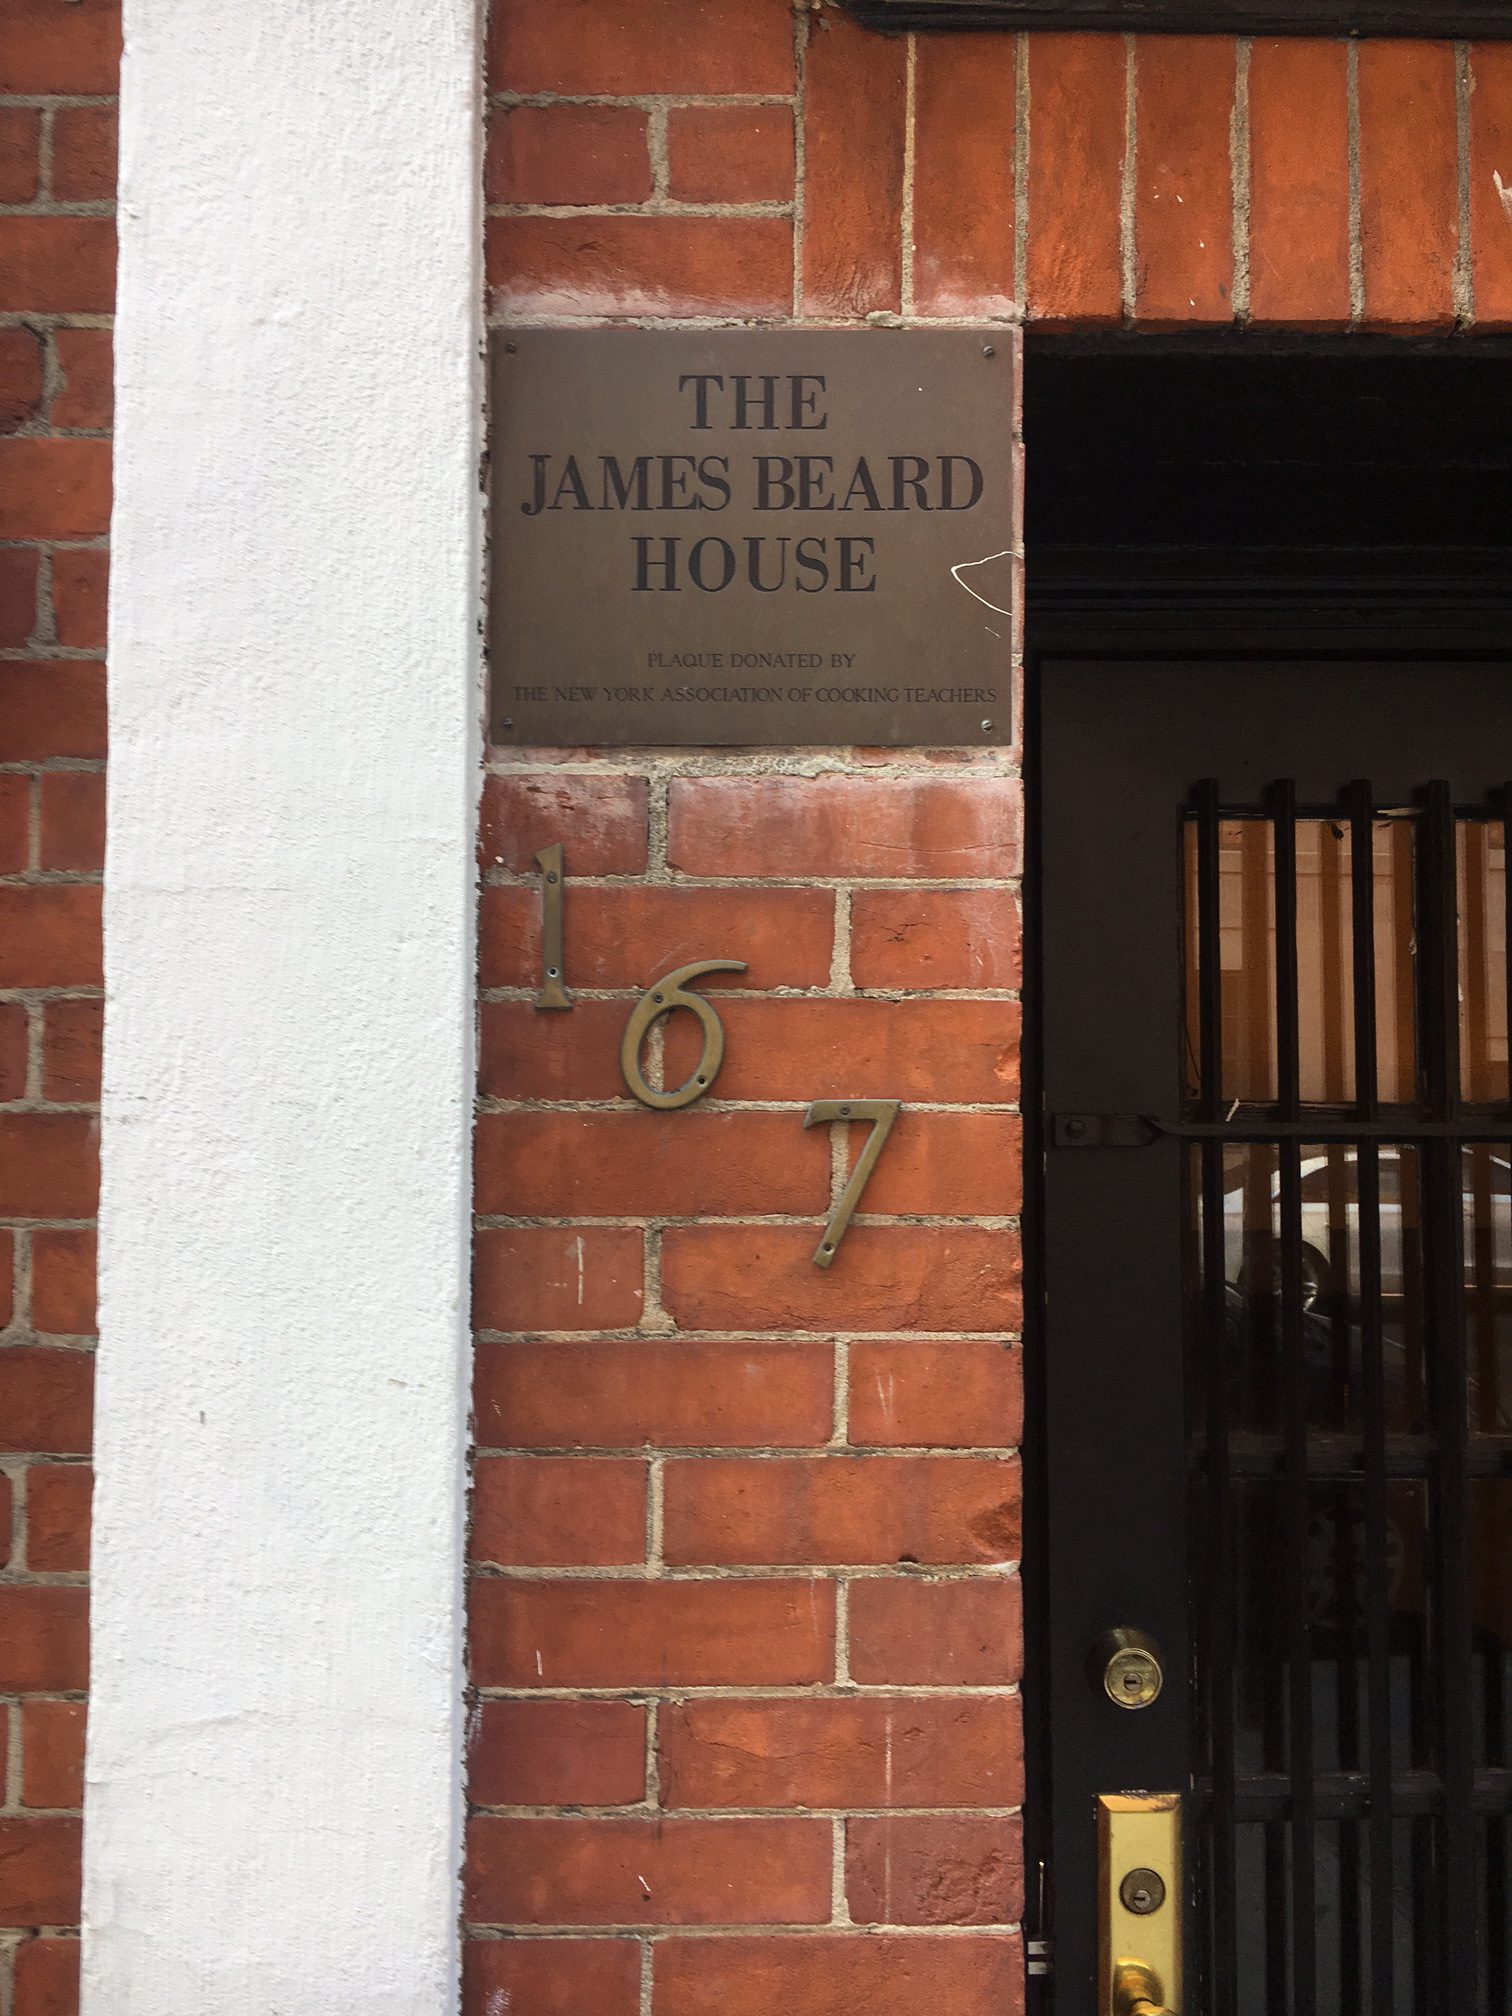 THE
JAMES BEARD
HOUSE
PLAQUE DONATED BY
THE NEW YORK ASSOCIATION OF COOKING TEACHERS
167